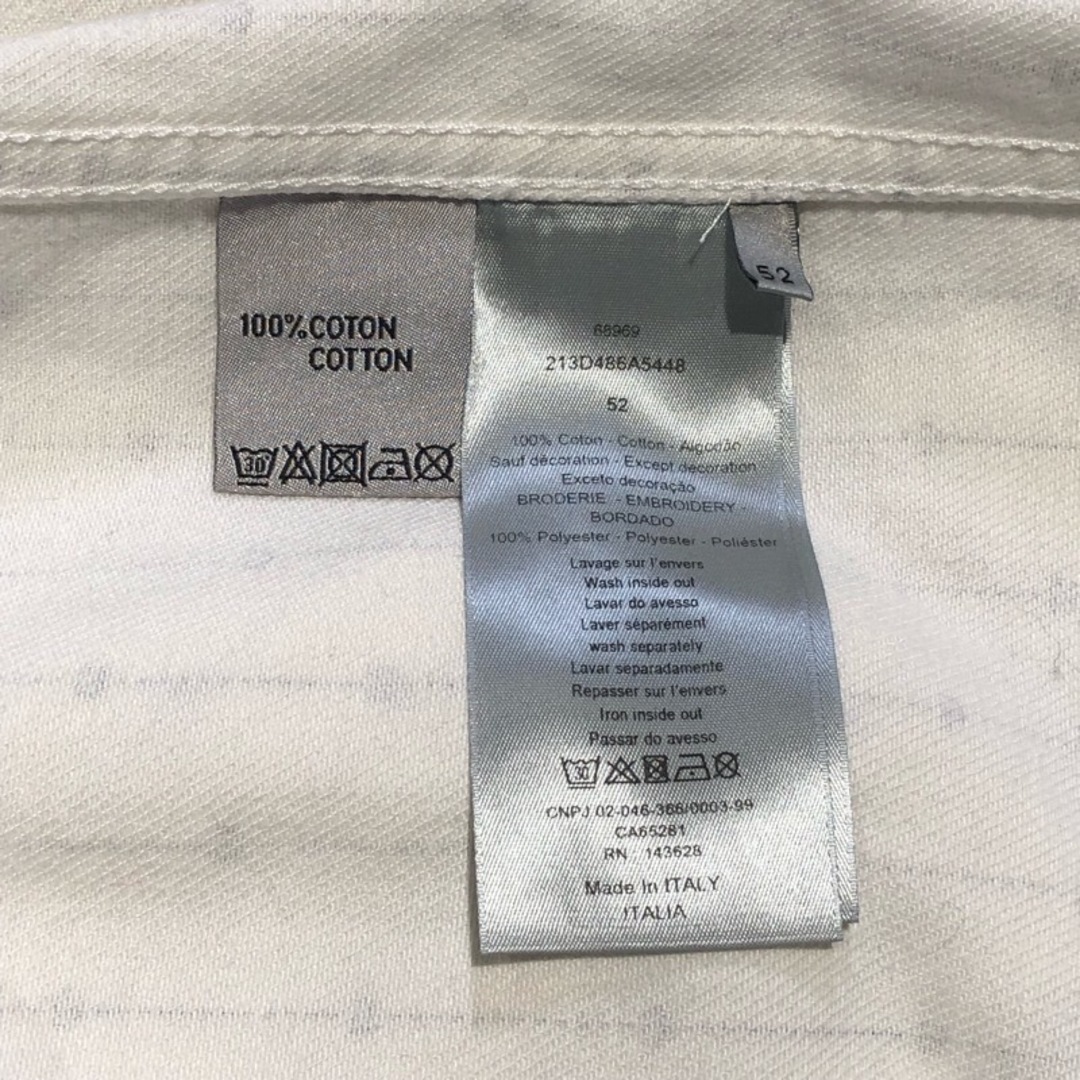 100%COTON
COTTON
30
52
68969
213D486A5448
52
100% Coton - Cotton - Algodão
Sauf décoration - Except decoration
Exceto decoração
BRODERIE - EMBROIDERY -
BORDADO
100% Polyester - Polyester - Poliéster
Lavage sur l'envers
Wash inside out
Lavar do avesso
Laver séparément
wash separately
Lavar separadamente
Repasser sur l'envers
Iron inside out
Passar do avesso
30
CNPJ 02-046-366/0003-99
CA65281
RN : 143628
Made In ITALY
ITALIA